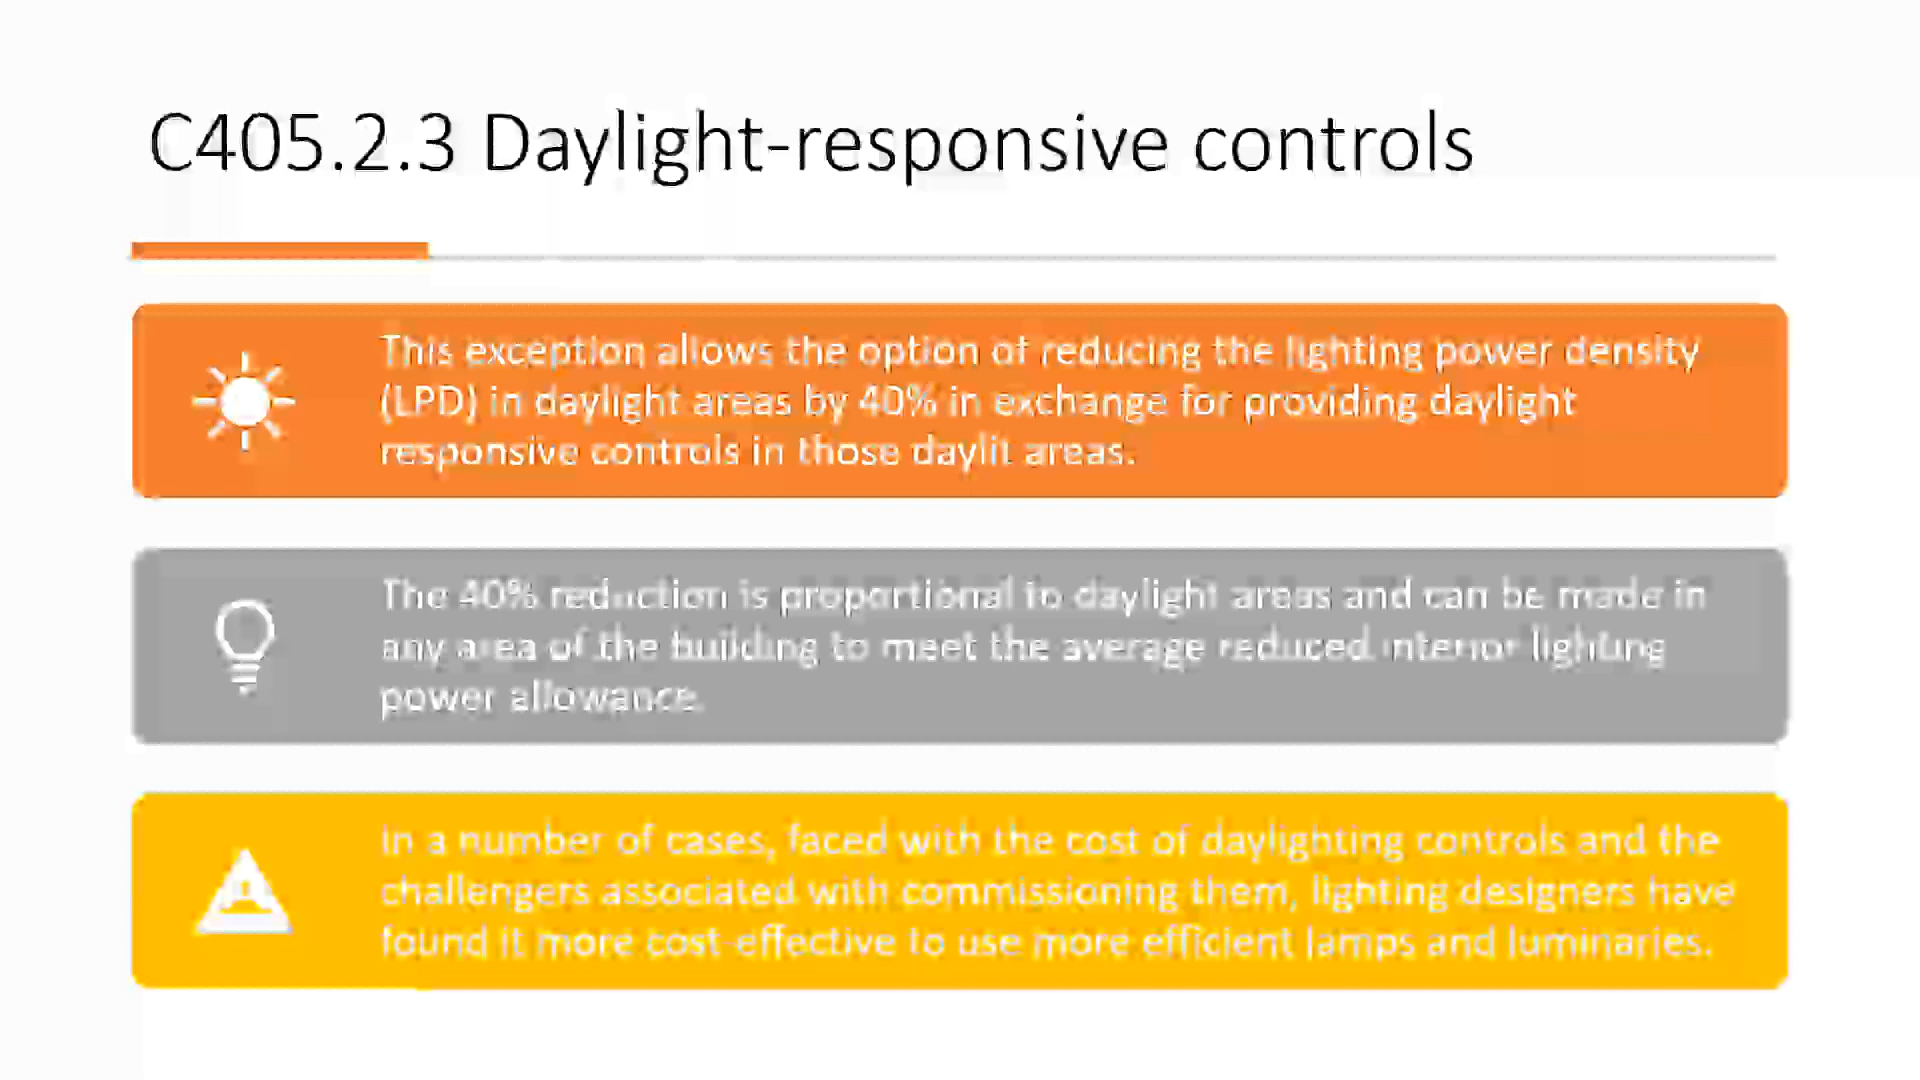 C405.2.3 Daylight-responsive controls
This exception allows the option of reducing the lighting power density
(LPD) in daylight areas by 40% in exchange for providing daylight
responsive controls in those daylit areas.
The 40% reduction is proportional to daylight areas and can be made in
any area of the building to meet the average reduced interior lighting
power allowance.
In a number of cases, faced with the cost of daylighting controls and the
challengers associated with commissioning them, lighting designers have
found it more cost-effective to use more efficient lamps and luminaries.